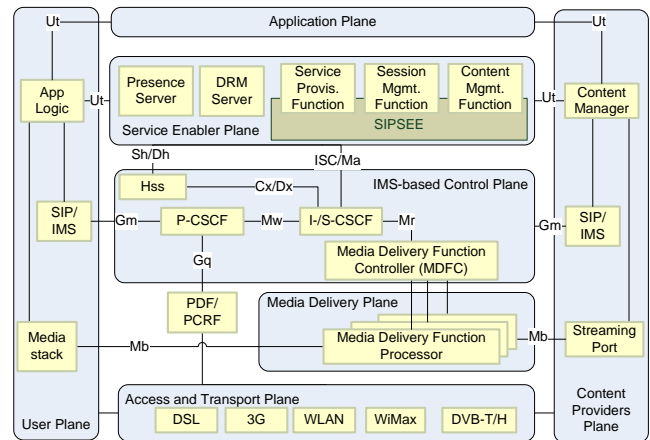 Ut
Application Plane
Ut
App
Logic
Ut
Presence
Server
DRM
Server
Service
Provis.
Function
Session
Mgmt.
Function
Content
Mgmt.
Function
SIPSEE
Service Enabler Plane
Ut
Content
Manager
Sh/Dh
ISC/Ma
Hss
Cx/Dx
IMS-based Control Plane
SIP/
IMS
Gm
P-CSCF
Mw
I-/S-CSCF
Mr
Gm
SIP/
IMS
Gq
Media Delivery Function
Controller (MDFC)
PDF/
PCRF
Media Delivery Plane
Media
stack
Mb
Media Delivery Function
Processor
Mb
Streaming
Port
Access and Transport Plane
DSL
3G
WLAN
WiMax
DVB-T/H
User Plane
Content
Providers
Plane